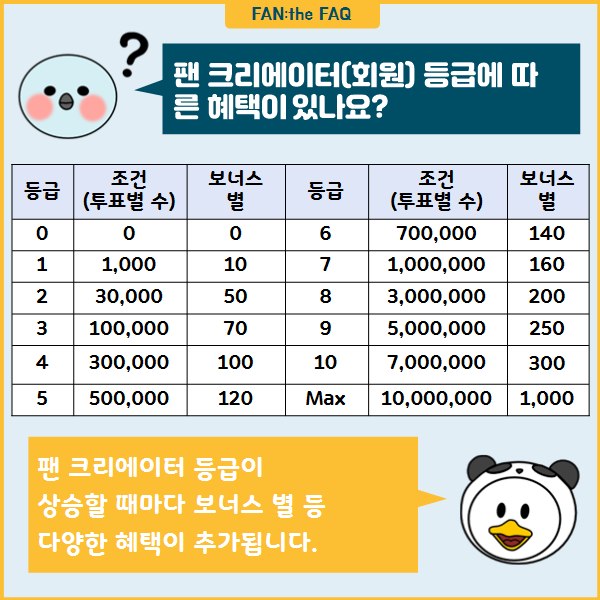 FAN:the FAQ
?
팬 크리에이터(회원) 등급에 따
른 혜택이 있나요?
등급 조건 (투표별 수) 보너스 별 등급 조건 (투표별 수) 보너스 별
0 0 0 6 700,000 140
1 1,000 10 7 1,000,000 160
2 30,000 50 8 3,000,000 200
3 100,000 70 9 5,000,000 250
4 300,000 100 10 7,000,000 300
5 500,000 120 Max 10,000,000 1,000
팬 크리에이터 등급이
상승할 때마다 보너스 별 등
다양한 혜택이 추가됩니다.